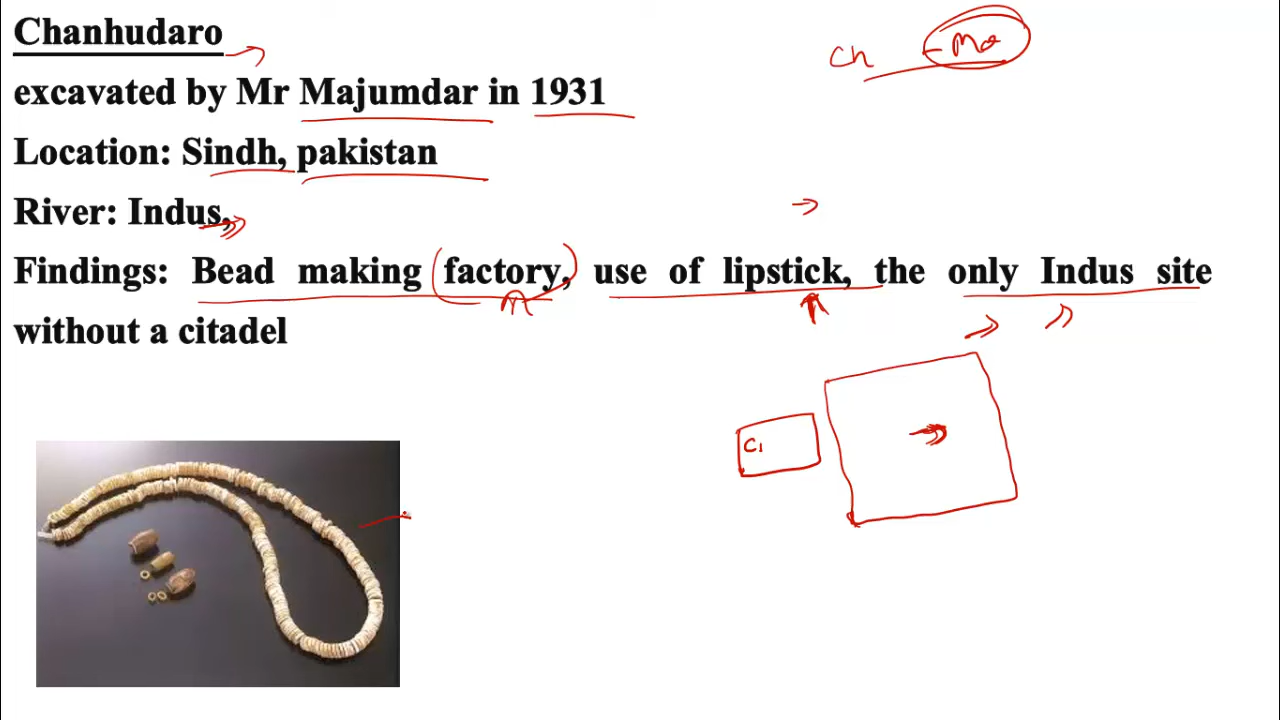 Chanhudaro
Ch - Mo
excavated by Mr Majumdar in 1931
Location: Sindh, pakistan
River: Indus,
Findings: Bead making factory, use of lipstick, the only Indus site
without a citadel